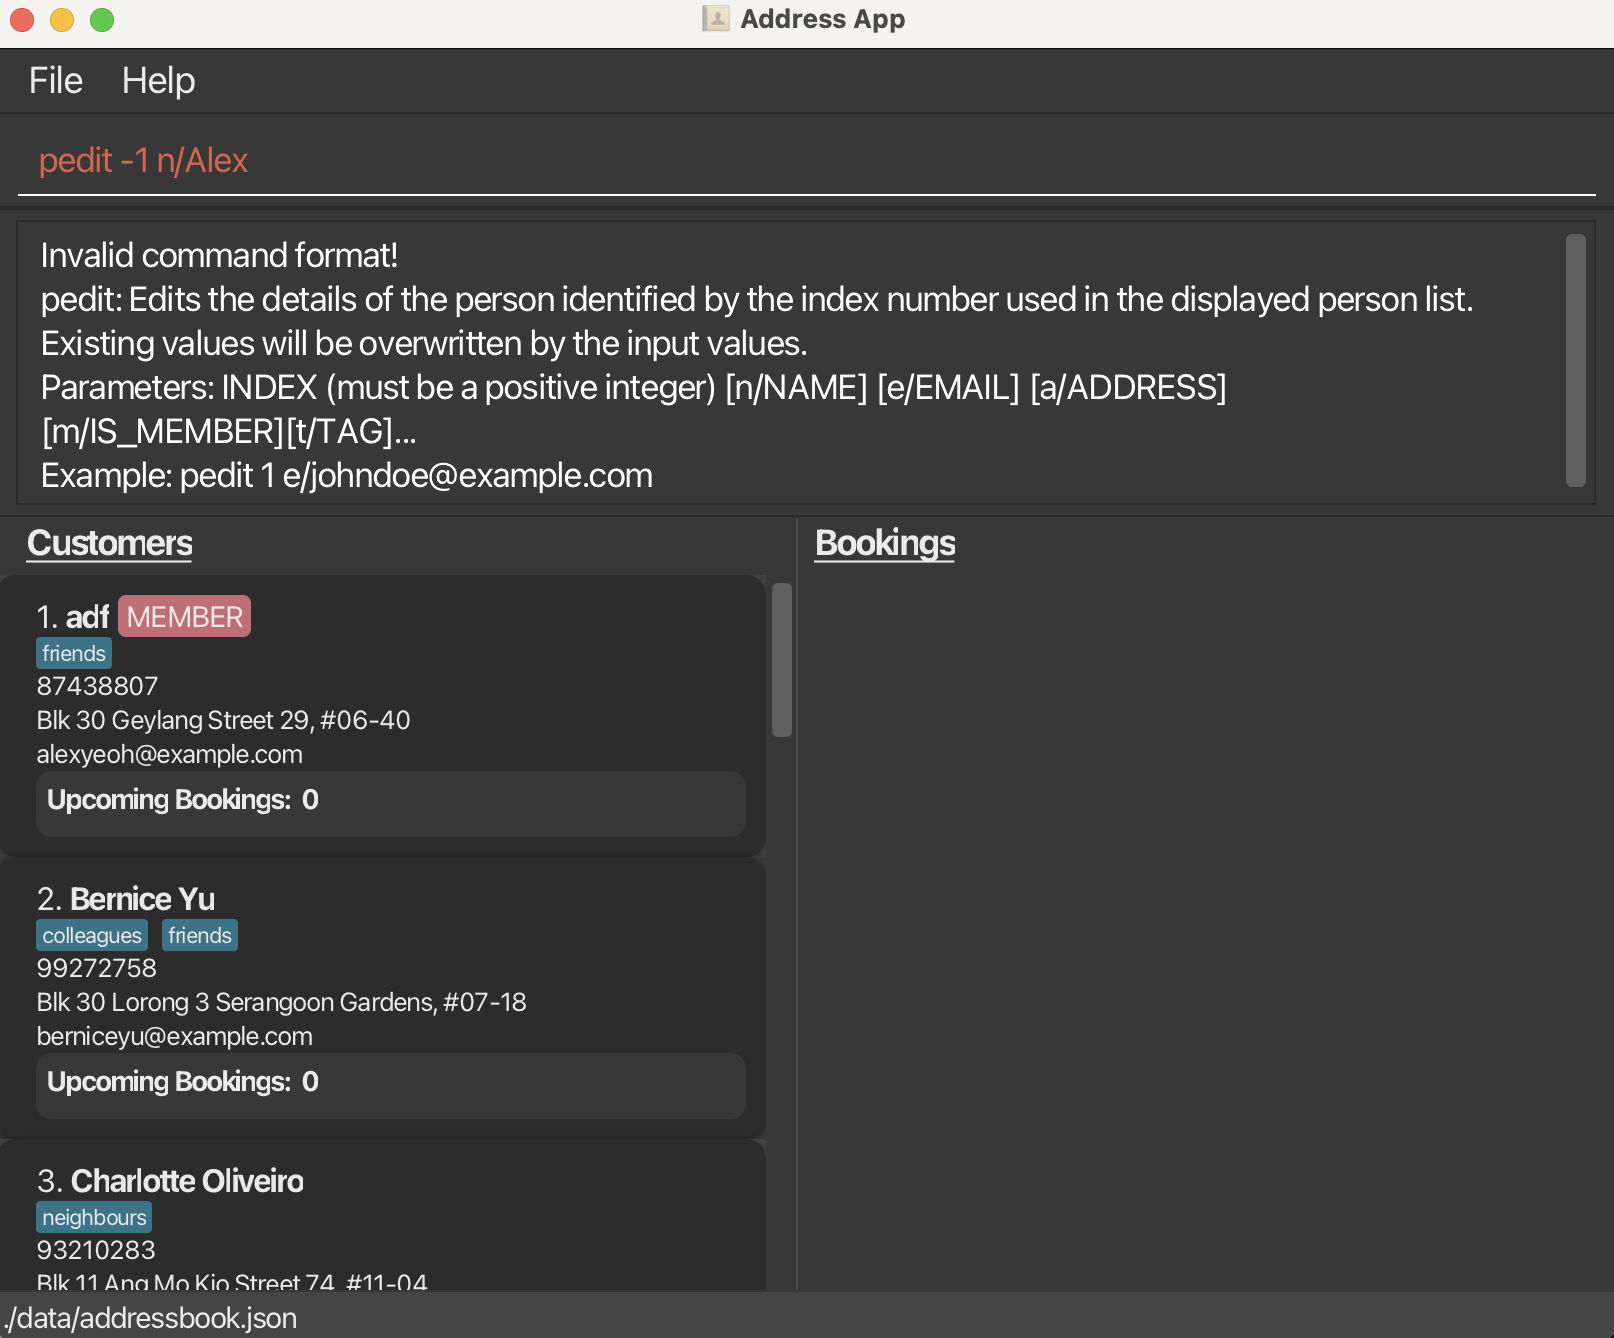 Address App
File Help
pedit -1 n/Alex
Invalid command format!
pedit: Edits the details of the person identified by the index number used in the displayed person list.
Existing values will be overwritten by the input values.
Parameters: INDEX (must be a positive integer) [n/NAME] [e/EMAIL] [a/ADDRESS]
[m/IS_MEMBER][t/TAG]...
Example: pedit 1 e/johndoe@example.com
Customers
Bookings
1. adf MEMBER
friends
87438807
Blk 30 Geylang Street 29, #06-40
alexyeoh@example.com
Upcoming Bookings: 0
2. Bernice Yu
colleagues friends
99272758
Blk 30 Lorong 3 Serangoon Gardens, #07-18
berniceyu@example.com
Upcoming Bookings: 0
3. Charlotte Oliveiro
neighbours
93210283
Blk 11 Ang Mo Kio Street 74, #11-04
./data/addressbook.json